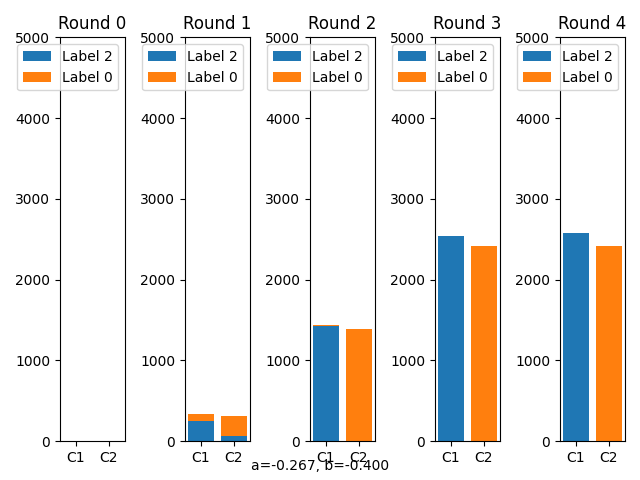 Round 0 Round 1 Round 2 Round 3 Round 4
5000 5000 5000 5000 5000
Label 2 Label 2 Label 2 Label 2 Label 2
Label 0 Label 0 Label 0 Label 0 Label 0
4000 4000 4000 4000 4000
3000 3000 3000 3000 3000
2000 2000 2000 2000 2000
1000 1000 1000 1000 1000
0 0 0 0 0
C1 C2 C1 C2 C1 C2 C1 C2 C1 C2
a=-0.267, b=-0.400